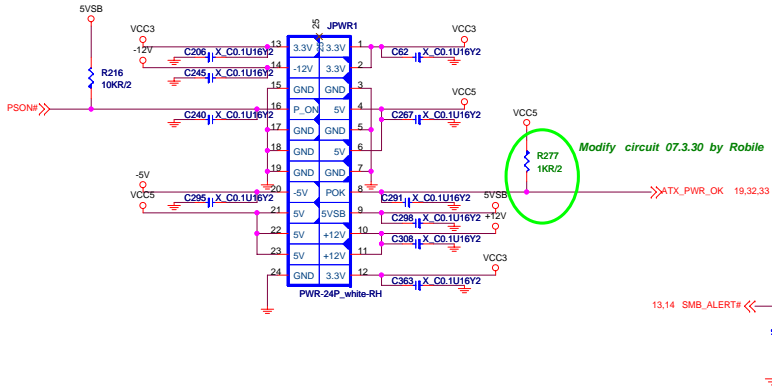 5VSB
25
JPWR1
VCC3
-12V
VCC3
C206 X_C0.1U16Y2
13 3.3V 3.3V 1
C62 X_C0.1U16Y2
R216
10KR/2
C245 X_C0.1U16Y2
14 -12V 3.3V 2
15 GND GND 3
VCC5
PSON#
16 P_ON 5V 4
C240 X_C0.1U16Y2
C267 X_C0.1U16Y2
VCC5
17 GND GND 5
Modify circuit 07.3.30 by Robile
18 GND 5V 6
R277
1KR/2
19 GND GND 7
-5V
20 -5V POK 8
ATX_PWR_OK 19,32,33
VCC5
C295 X_C0.1U16Y2
C291 X_C0.1U16Y2
5VSB
21 5V 5VSB 9
C298 X_C0.1U16Y2
+12V
22 5V +12V 10
C308 X_C0.1U16Y2
23 5V +12V 11
VCC3
24 GND 3.3V 12
C363 X_C0.1U16Y2
PWR-24P_white-RH
13,14 SMB_ALERT#